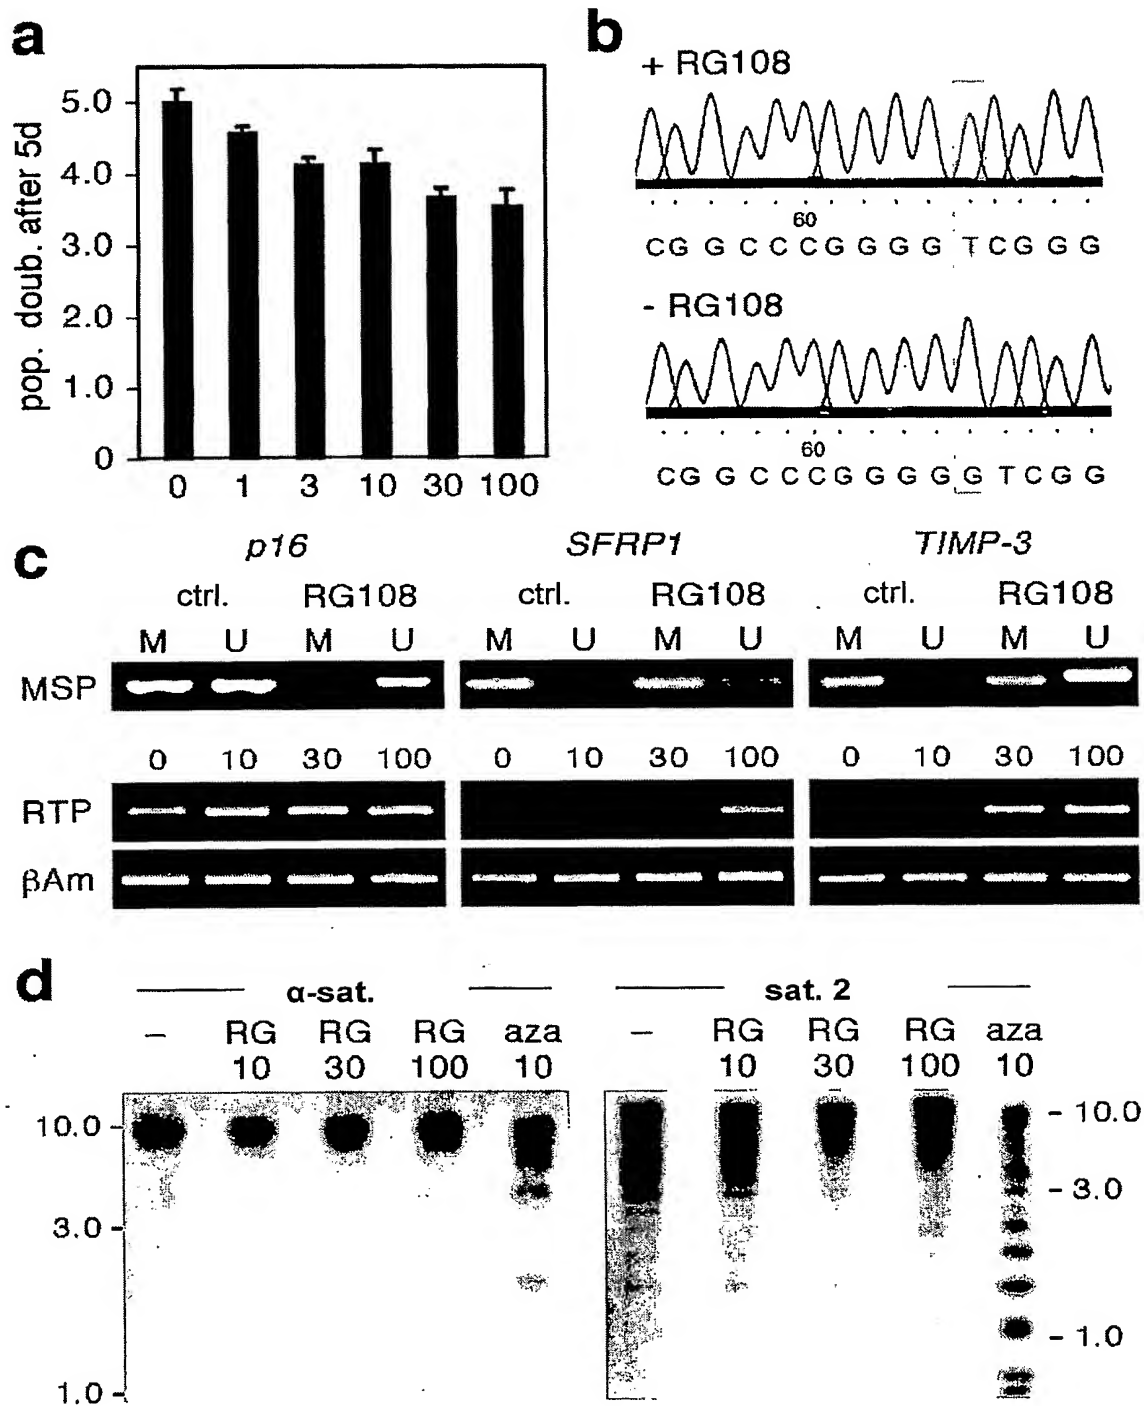 a
pop. doub. after 5d
5.0
4.0
3.0
2.0
1.0
0
0 1 3 10 30 100
b
+ RG108
60
CG G C C CG G G G T C G G G
- RG108
60
CG G C C CG G G G G T C G G
c
p16 SFRP1 TIMP-3
ctrl. RG108 ctrl. RG108 ctrl. RG108
M U M U M U M U M U M U
MSP
0 10 30 100 0 10 30 100 0 10 30 100
RTP
βAm
d
α-sat. sat. 2
– RG RG RG aza – RG RG RG aza
10 30 100 10 10 30 100 10
10.0 - - 10.0
3.0 - - 3.0
- 1.0
1.0 -